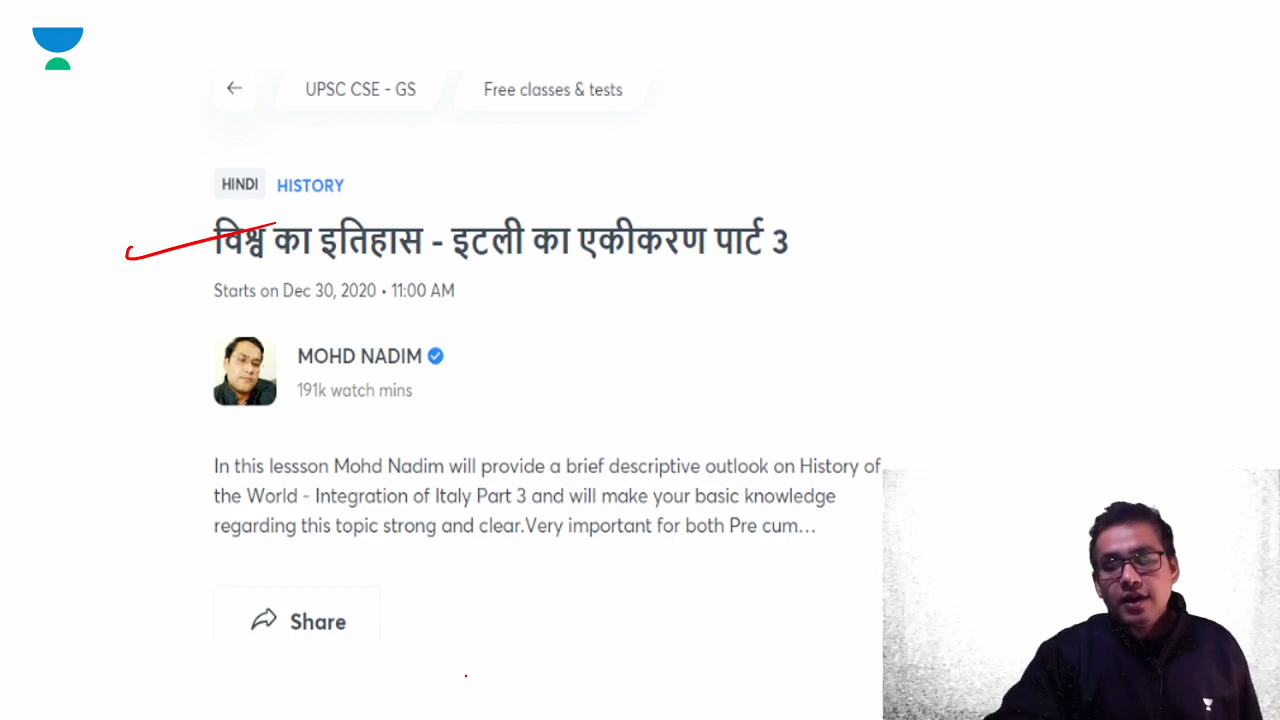 UPSC CSE - GS
Free classes & tests
HINDI HISTORY
विश्व का इतिहास - इटली का एकीकरण पार्ट 3
Starts on Dec 30, 2020 • 11:00 AM
MOHD NADIM
191k watch mins
In this lessson Mohd Nadim will provide a brief descriptive outlook on History of
the World - Integration of Italy Part 3 and will make your basic knowledge
regarding this topic strong and clear.Very important for both Pre cum...
Share